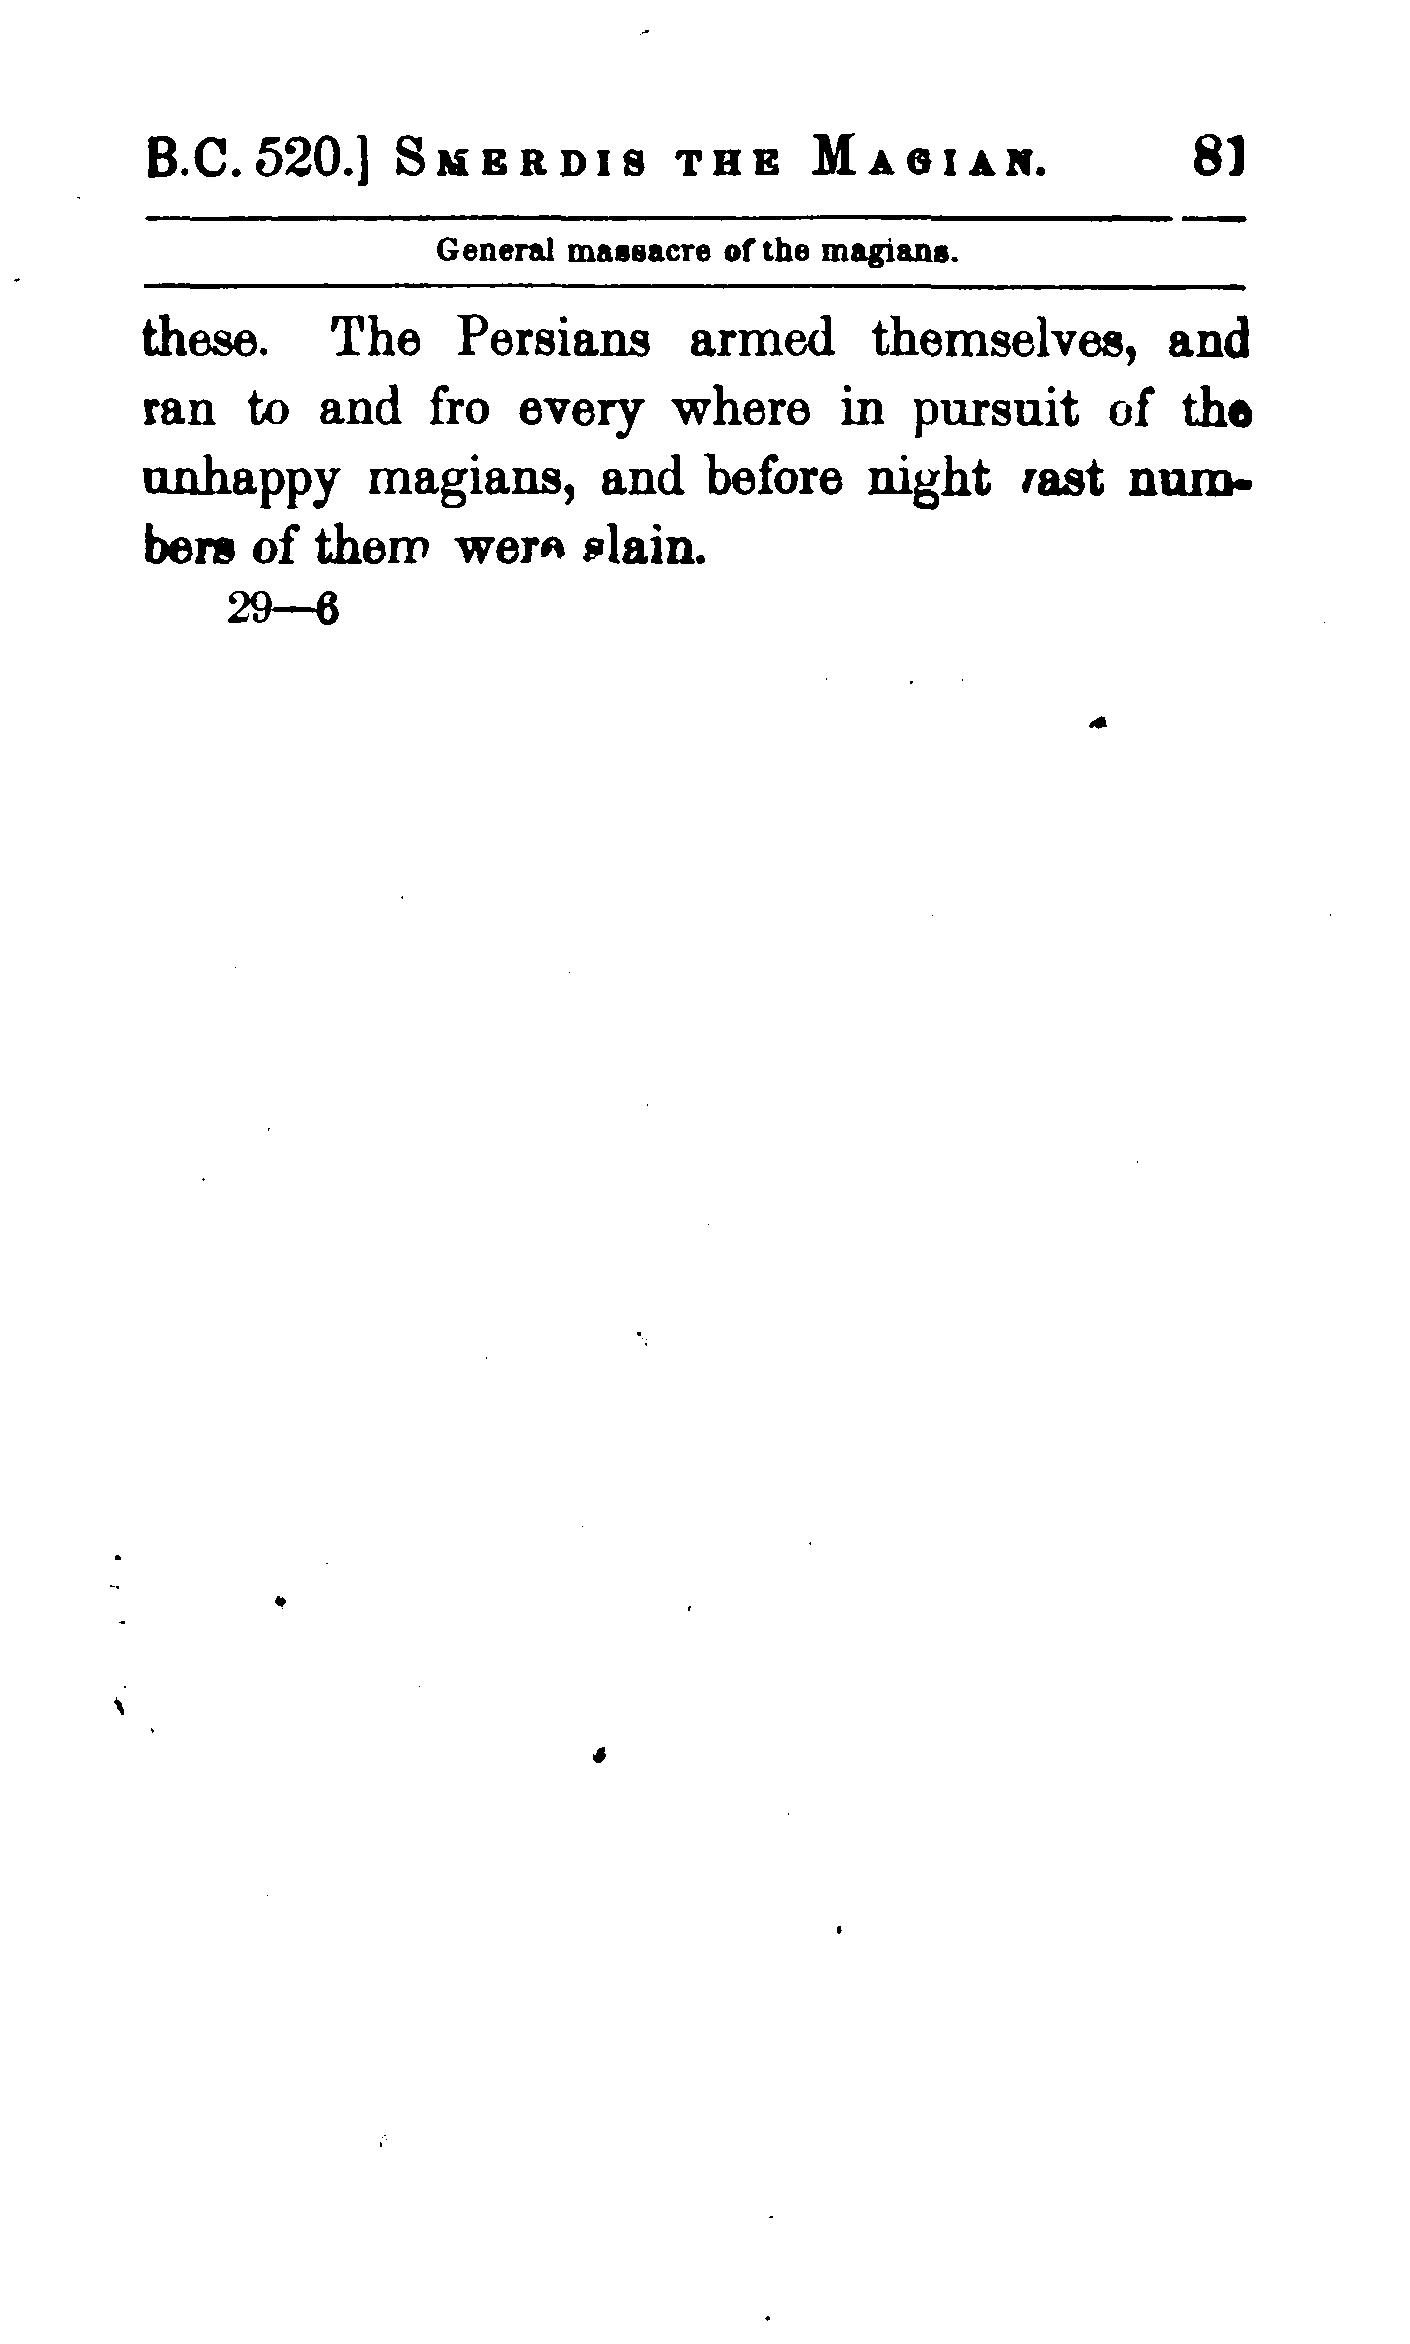 B.C. 520.] SMERDIS THE MAGIAN. 81
General massacre of the magians.
these. The Persians armed themselves, and
ran to and fro every where in pursuit of the
unhappy magians, and before night vast num-
bers of them were slain.
29—6